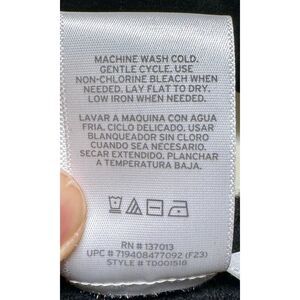 MACHINE WASH COLD.
GENTLE CYCLE. USE
NON-CHLORINE BLEACH WHEN
NEEDED. LAY FLAT TO DRY.
LOW IRON WHEN NEEDED.
LAVAR A MAQUINA CON AGUA
FRIA. CICLO DELICADO. USAR
BLANQUEADOR SIN CLORO
CUANDO SEA NECESARIO.
SECAR EXTENDIDO. PLANCHAR
A TEMPERATURA BAJA.
RN # 137013
UPC # 719408477092 (F23)
STYLE # TD001518